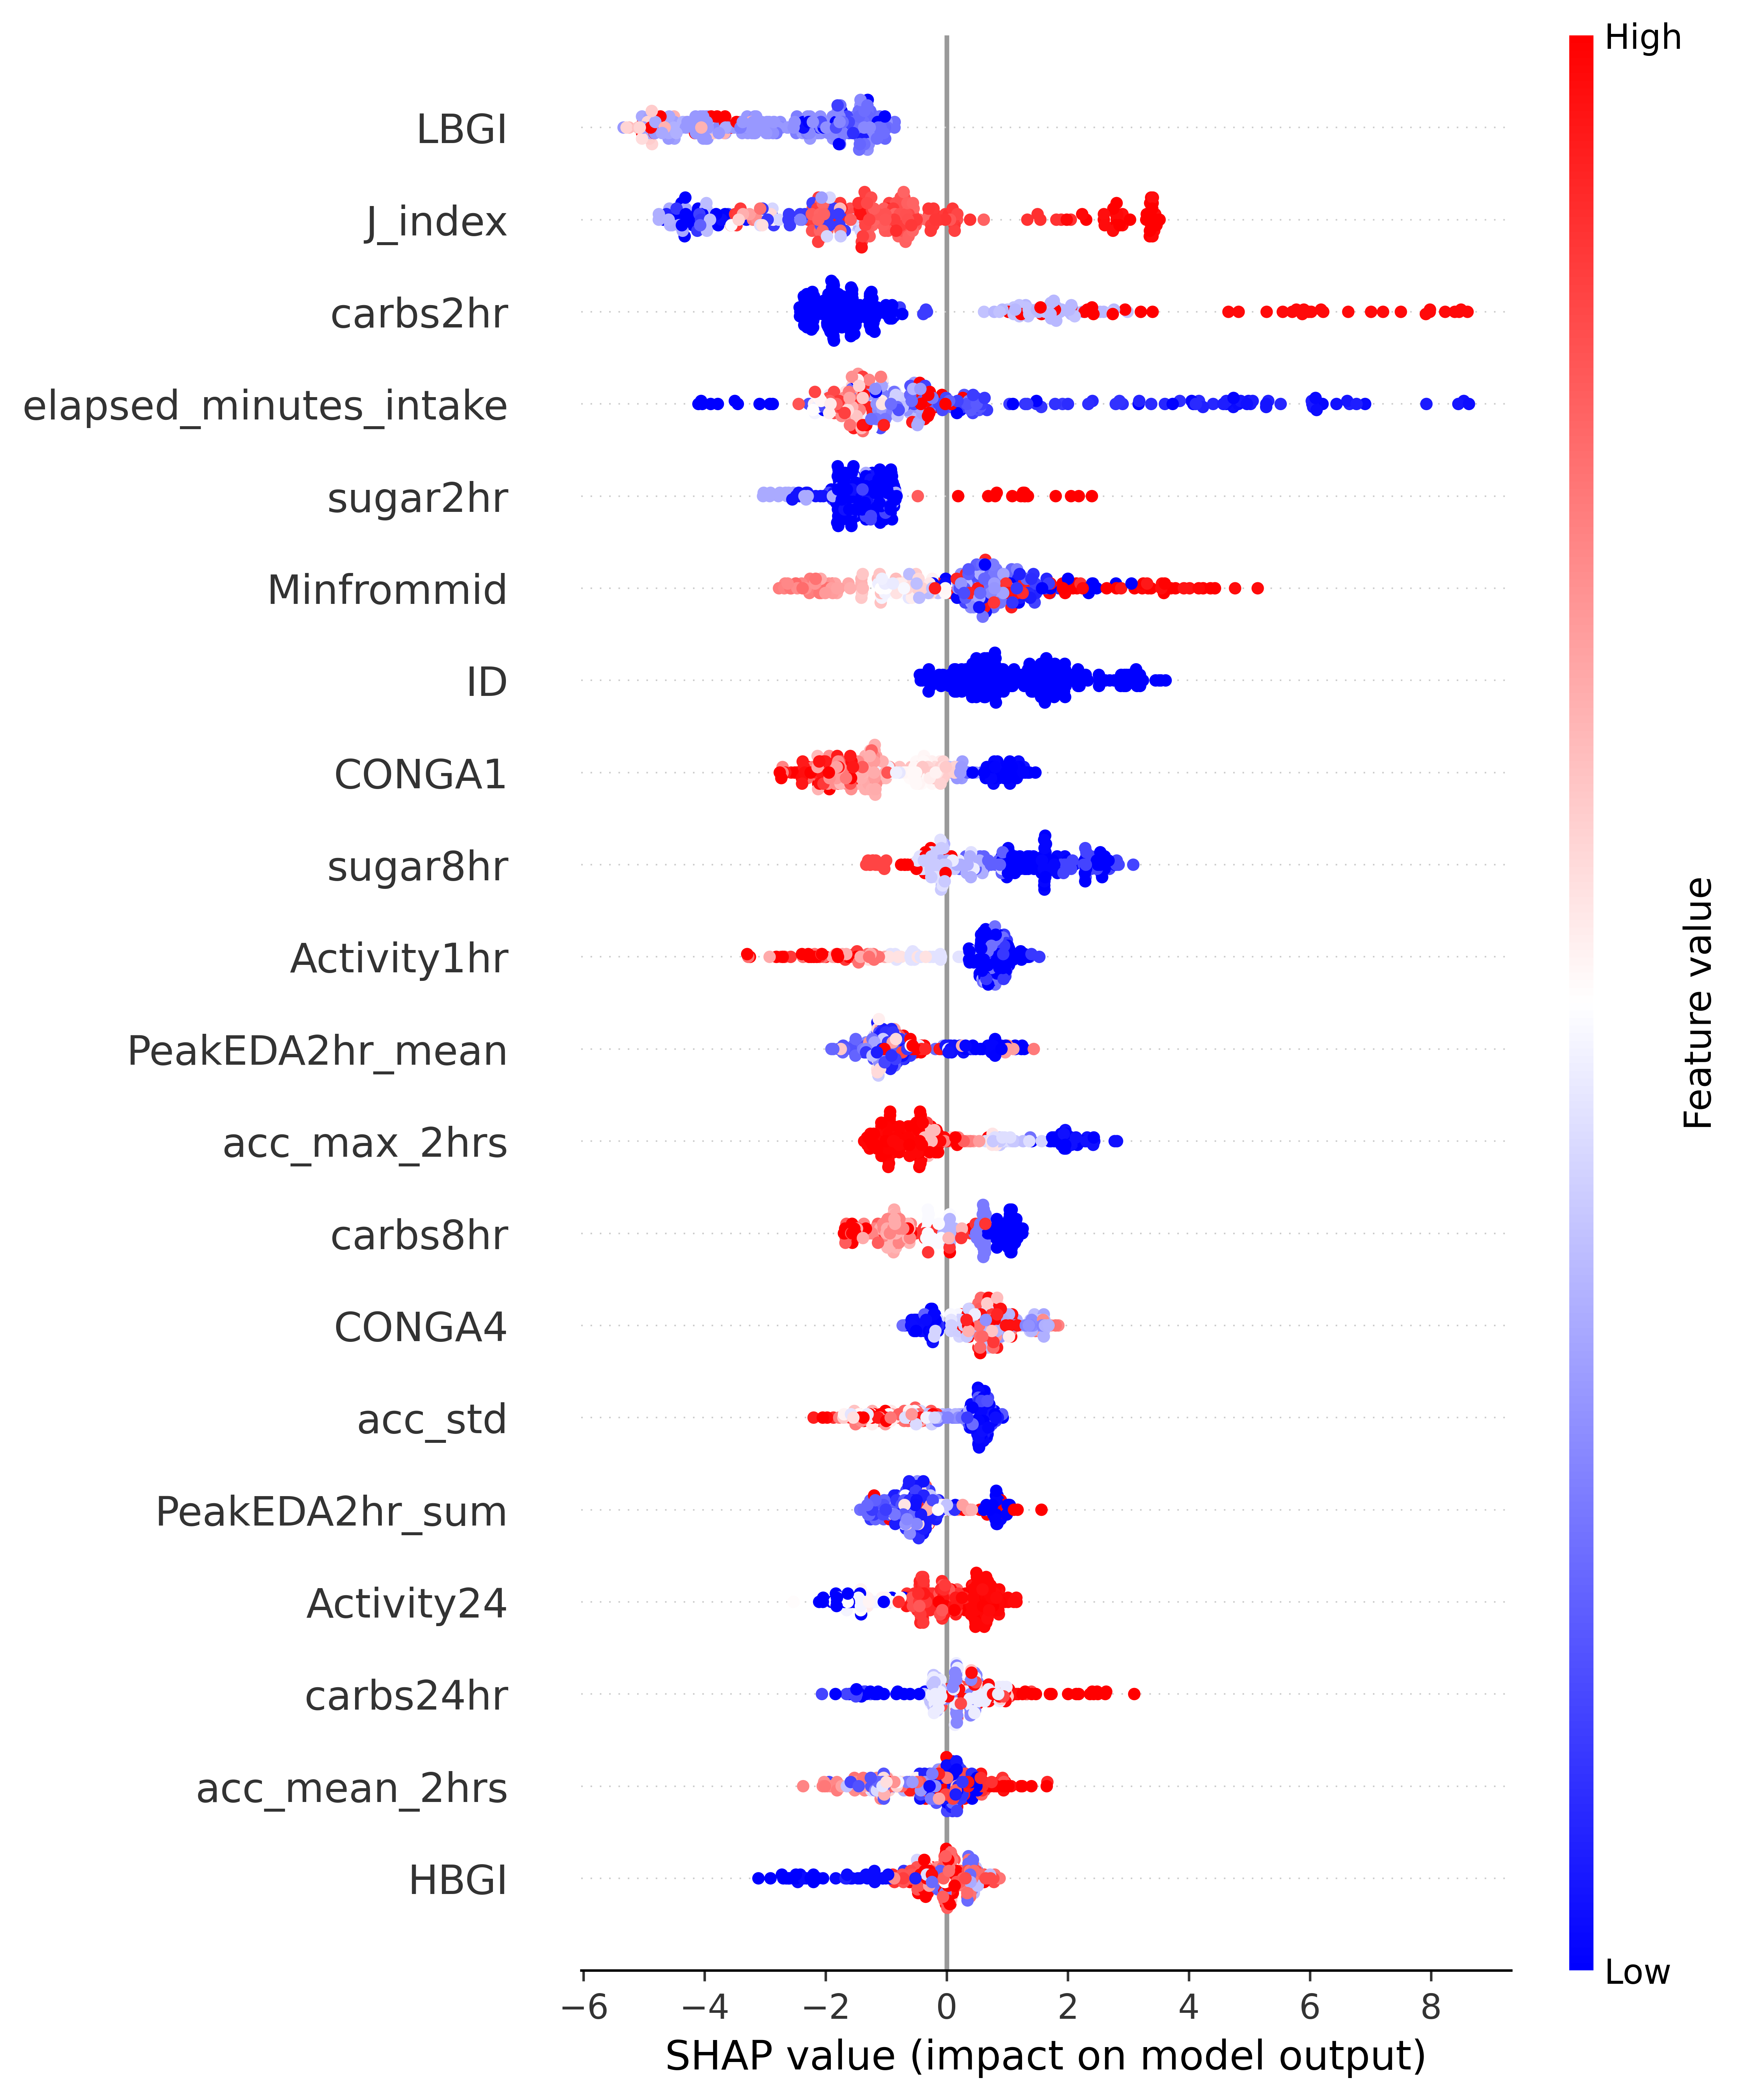 High
LBGI
J_index
carbs2hr
elapsed_minutes_intake
sugar2hr
Minfrommid
ID
CONGA1
sugar8hr
Activity1hr
PeakEDA2hr_mean
acc_max_2hrs
carbs8hr
CONGA4
acc_std
PeakEDA2hr_sum
Activity24
carbs24hr
acc_mean_2hrs
HBGI
Feature value
Low
−6 −4 −2 0 2 4 6 8
SHAP value (impact on model output)